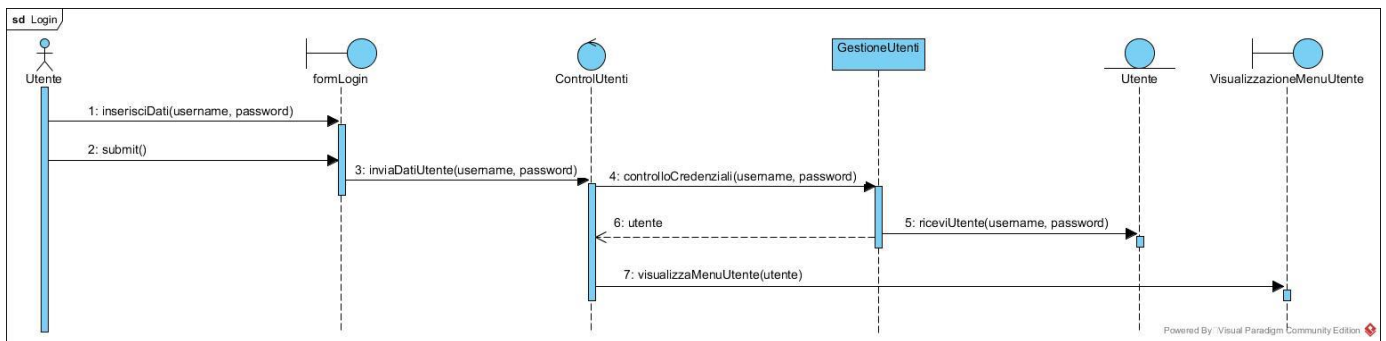 sd Login
Utente
formLogin
ControlUtenti
GestioneUtenti
Utente
VisualizzazioneMenuUtente
1: inserisciDati(username, password)
2: submit()
3: inviaDatiUtente(username, password)
4: controlloCredenziali(username, password)
5: riceviUtente(username, password)
6: utente
7: visualizzaMenuUtente(utente)
Powered By Visual Paradigm Community Edition